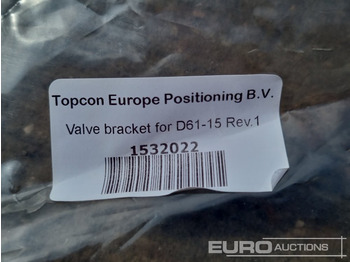 Topcon Europe Positioning B.V.
Valve bracket for D61-15 Rev.1
1532022
EURO AUCTIONS